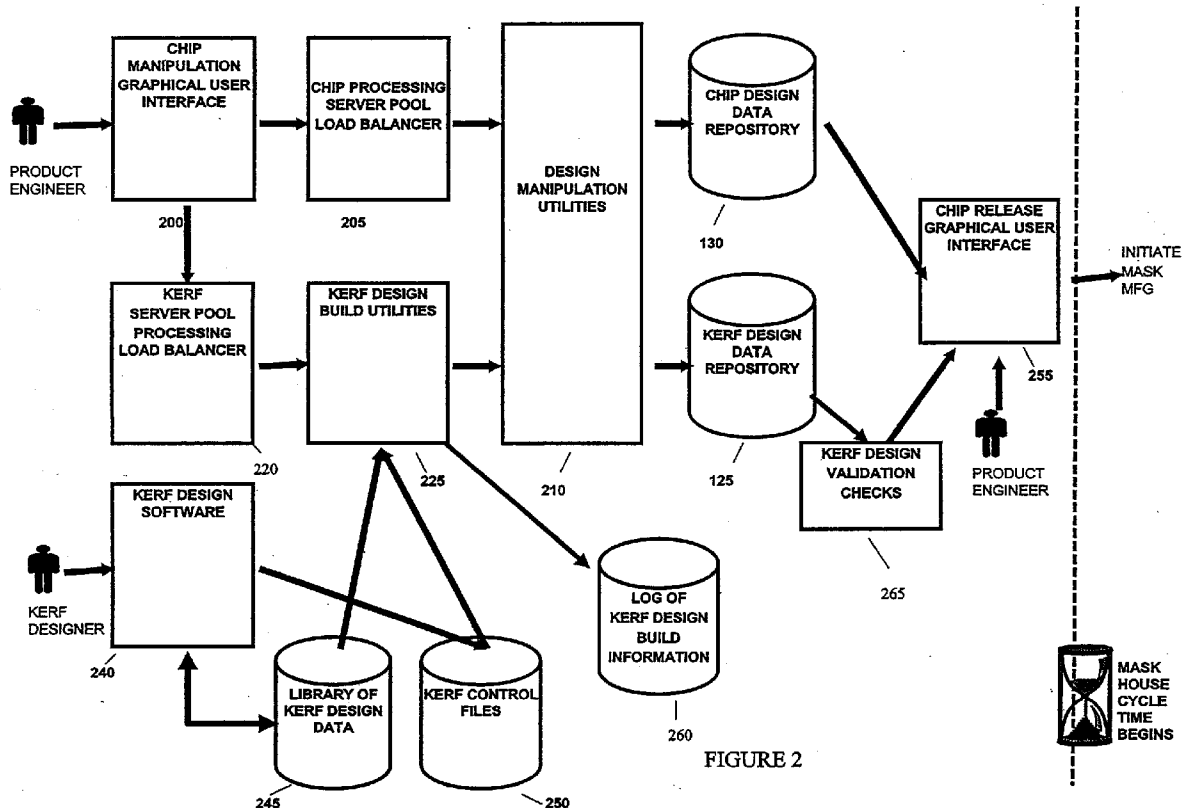 CHIP
MANIPULATION
GRAPHICAL USER
INTERFACE
CHIP PROCESSING
SERVER POOL
LOAD BALANCER
DESIGN
MANIPULATION
UTILITIES
CHIP DESIGN
DATA
REPOSITORY
PRODUCT
ENGINEER
200
205
130
CHIP RELEASE
GRAPHICAL USER
INTERFACE
INITIATE
MASK
MFG
KERF
SERVER POOL
PROCESSING
LOAD BALANCER
KERF DESIGN
BUILD UTILITIES
KERF DESIGN
DATA
REPOSITORY
255
220
225
210
125
KERF DESIGN
VALIDATION
CHECKS
PRODUCT
ENGINEER
265
KERF DESIGN
SOFTWARE
KERF
DESIGNER
240
LIBRARY OF
KERF DESIGN
DATA
245
KERF CONTROL
FILES
250
LOG OF
KERF DESIGN
BUILD
INFORMATION
260
MASK
HOUSE
CYCLE
TIME
BEGINS
FIGURE 2